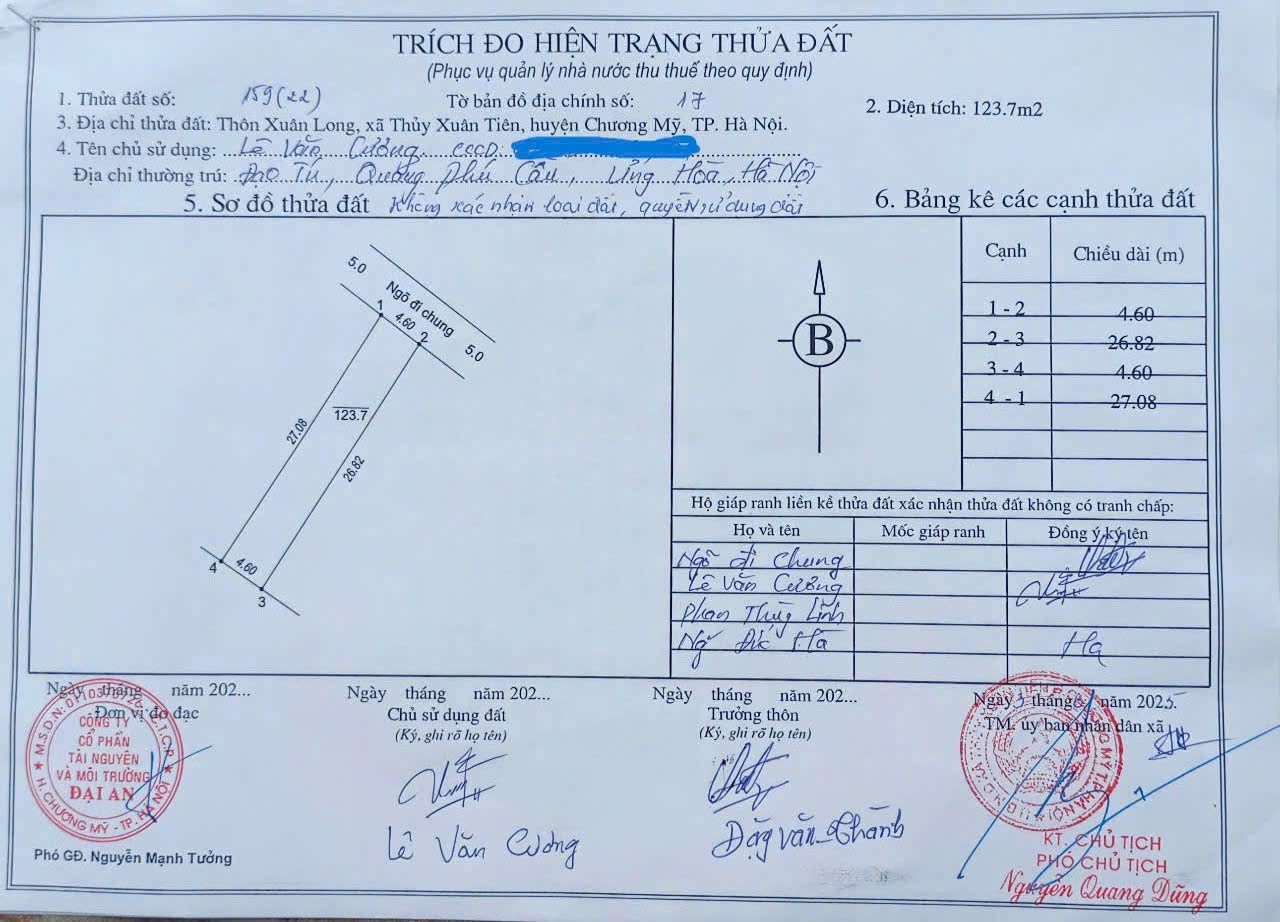 TRÍCH ĐO HIỆN TRẠNG THỬA ĐẤT
(Phục vụ quản lý nhà nước thu thuế theo quy định)
1. Thửa đất số: 159(22) Tờ bản đồ địa chính số: 17 2. Diện tích: 123.7m2
3. Địa chỉ thửa đất: Thôn Xuân Long, xã Thủy Xuân Tiên, huyện Chương Mỹ, TP. Hà Nội.
4. Tên chủ sử dụng: Lê Văn Cường CCCD:
Địa chỉ thường trú: Đạo Tú, Quảng Phú Cầu, Ứng Hòa, Hà Nội
5. Sơ đồ thửa đất Không xác nhận loại đất, quyền sử dụng đất 6. Bảng kê các cạnh thửa đất
5.0
Ngõ đi chung
1 4.60 2
5.0
123.7
27.08
26.82
4 4.60
3
B
Cạnh Chiều dài (m)
1 - 2 4.60
2 - 3 26.82
3 - 4 4.60
4 - 1 27.08
Hộ giáp ranh liền kề thửa đất xác nhận thửa đất không có tranh chấp:
Họ và tên Mốc giáp ranh Đồng ý ký tên
Ngõ đi Chung
Lê Văn Cương
Phan Thùy Linh
Ng Đức Hà Hạ
Ngày tháng năm 202...
Đơn vị đo đạc
CÔNG TY
CỔ PHẦN
TÀI NGUYÊN
VÀ MÔI TRƯỜNG
ĐẠI AN
H. CHƯƠNG MỸ - TP. HÀ NỘI
Phó GĐ. Nguyễn Mạnh Tưởng
Ngày tháng năm 202...
Chủ sử dụng đất
(Ký, ghi rõ họ tên)
Lê Văn Cương
Ngày tháng năm 202...
Trưởng thôn
(Ký, ghi rõ họ tên)
Đặng Văn Thành
Ngày tháng năm 2025.
TM. ủy ban nhân dân xã
KT. CHỦ TỊCH
PHÓ CHỦ TỊCH
Nguyễn Quang Dũng